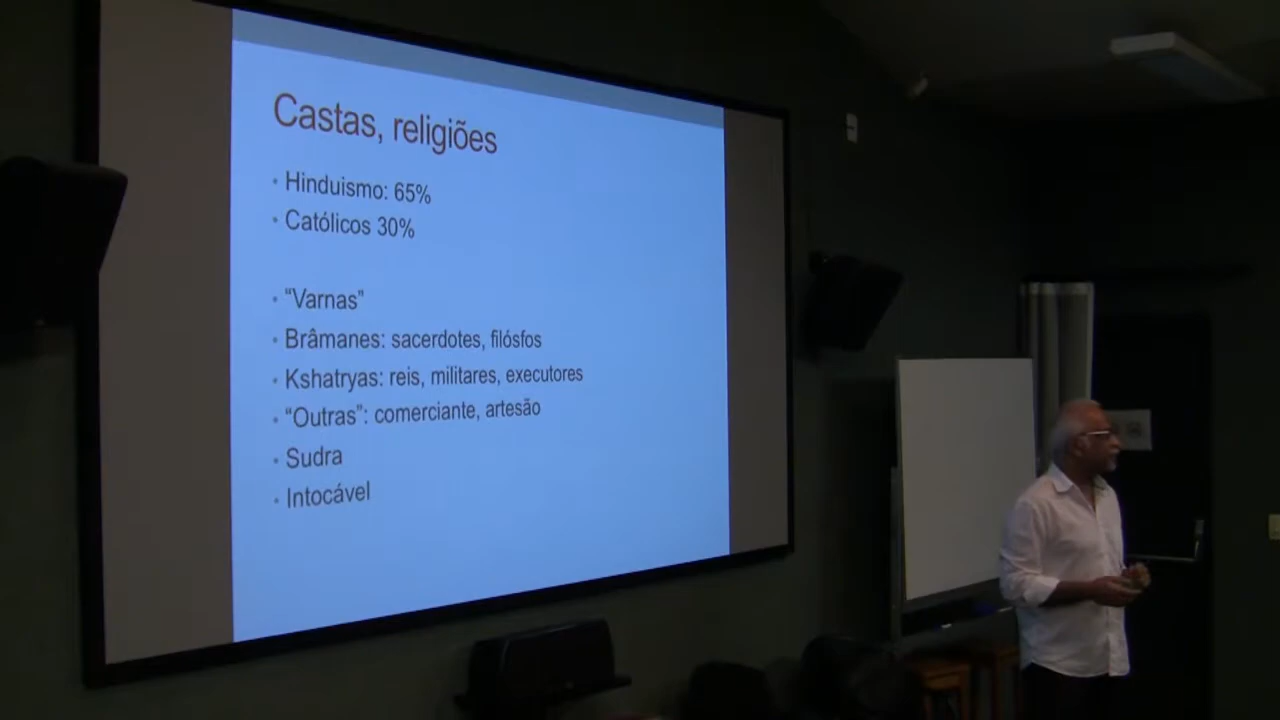 Castas, religiões
• Hinduismo: 65%
• Católicos 30%
• “Varnas”
• Brâmanes: sacerdotes, filósfos
• Kshatryas: reis, militares, executores
• “Outras”: comerciante, artesão
• Sudra
• Intocável